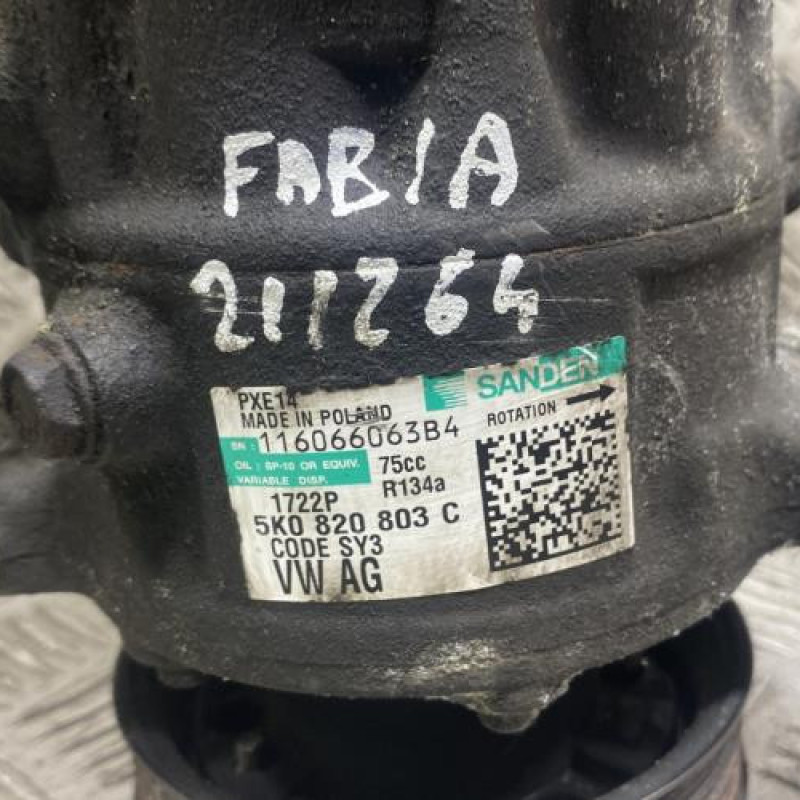 FABIA
211264
SANDEN
PXE14
MADE IN POLAND
ROTATION
SN: 116066063B4
OIL : SP-10 OR EQUIV. 75cc
VARIABLE DISP. R134a
1722P
5K0 820 803 C
CODE SY3
VW AG